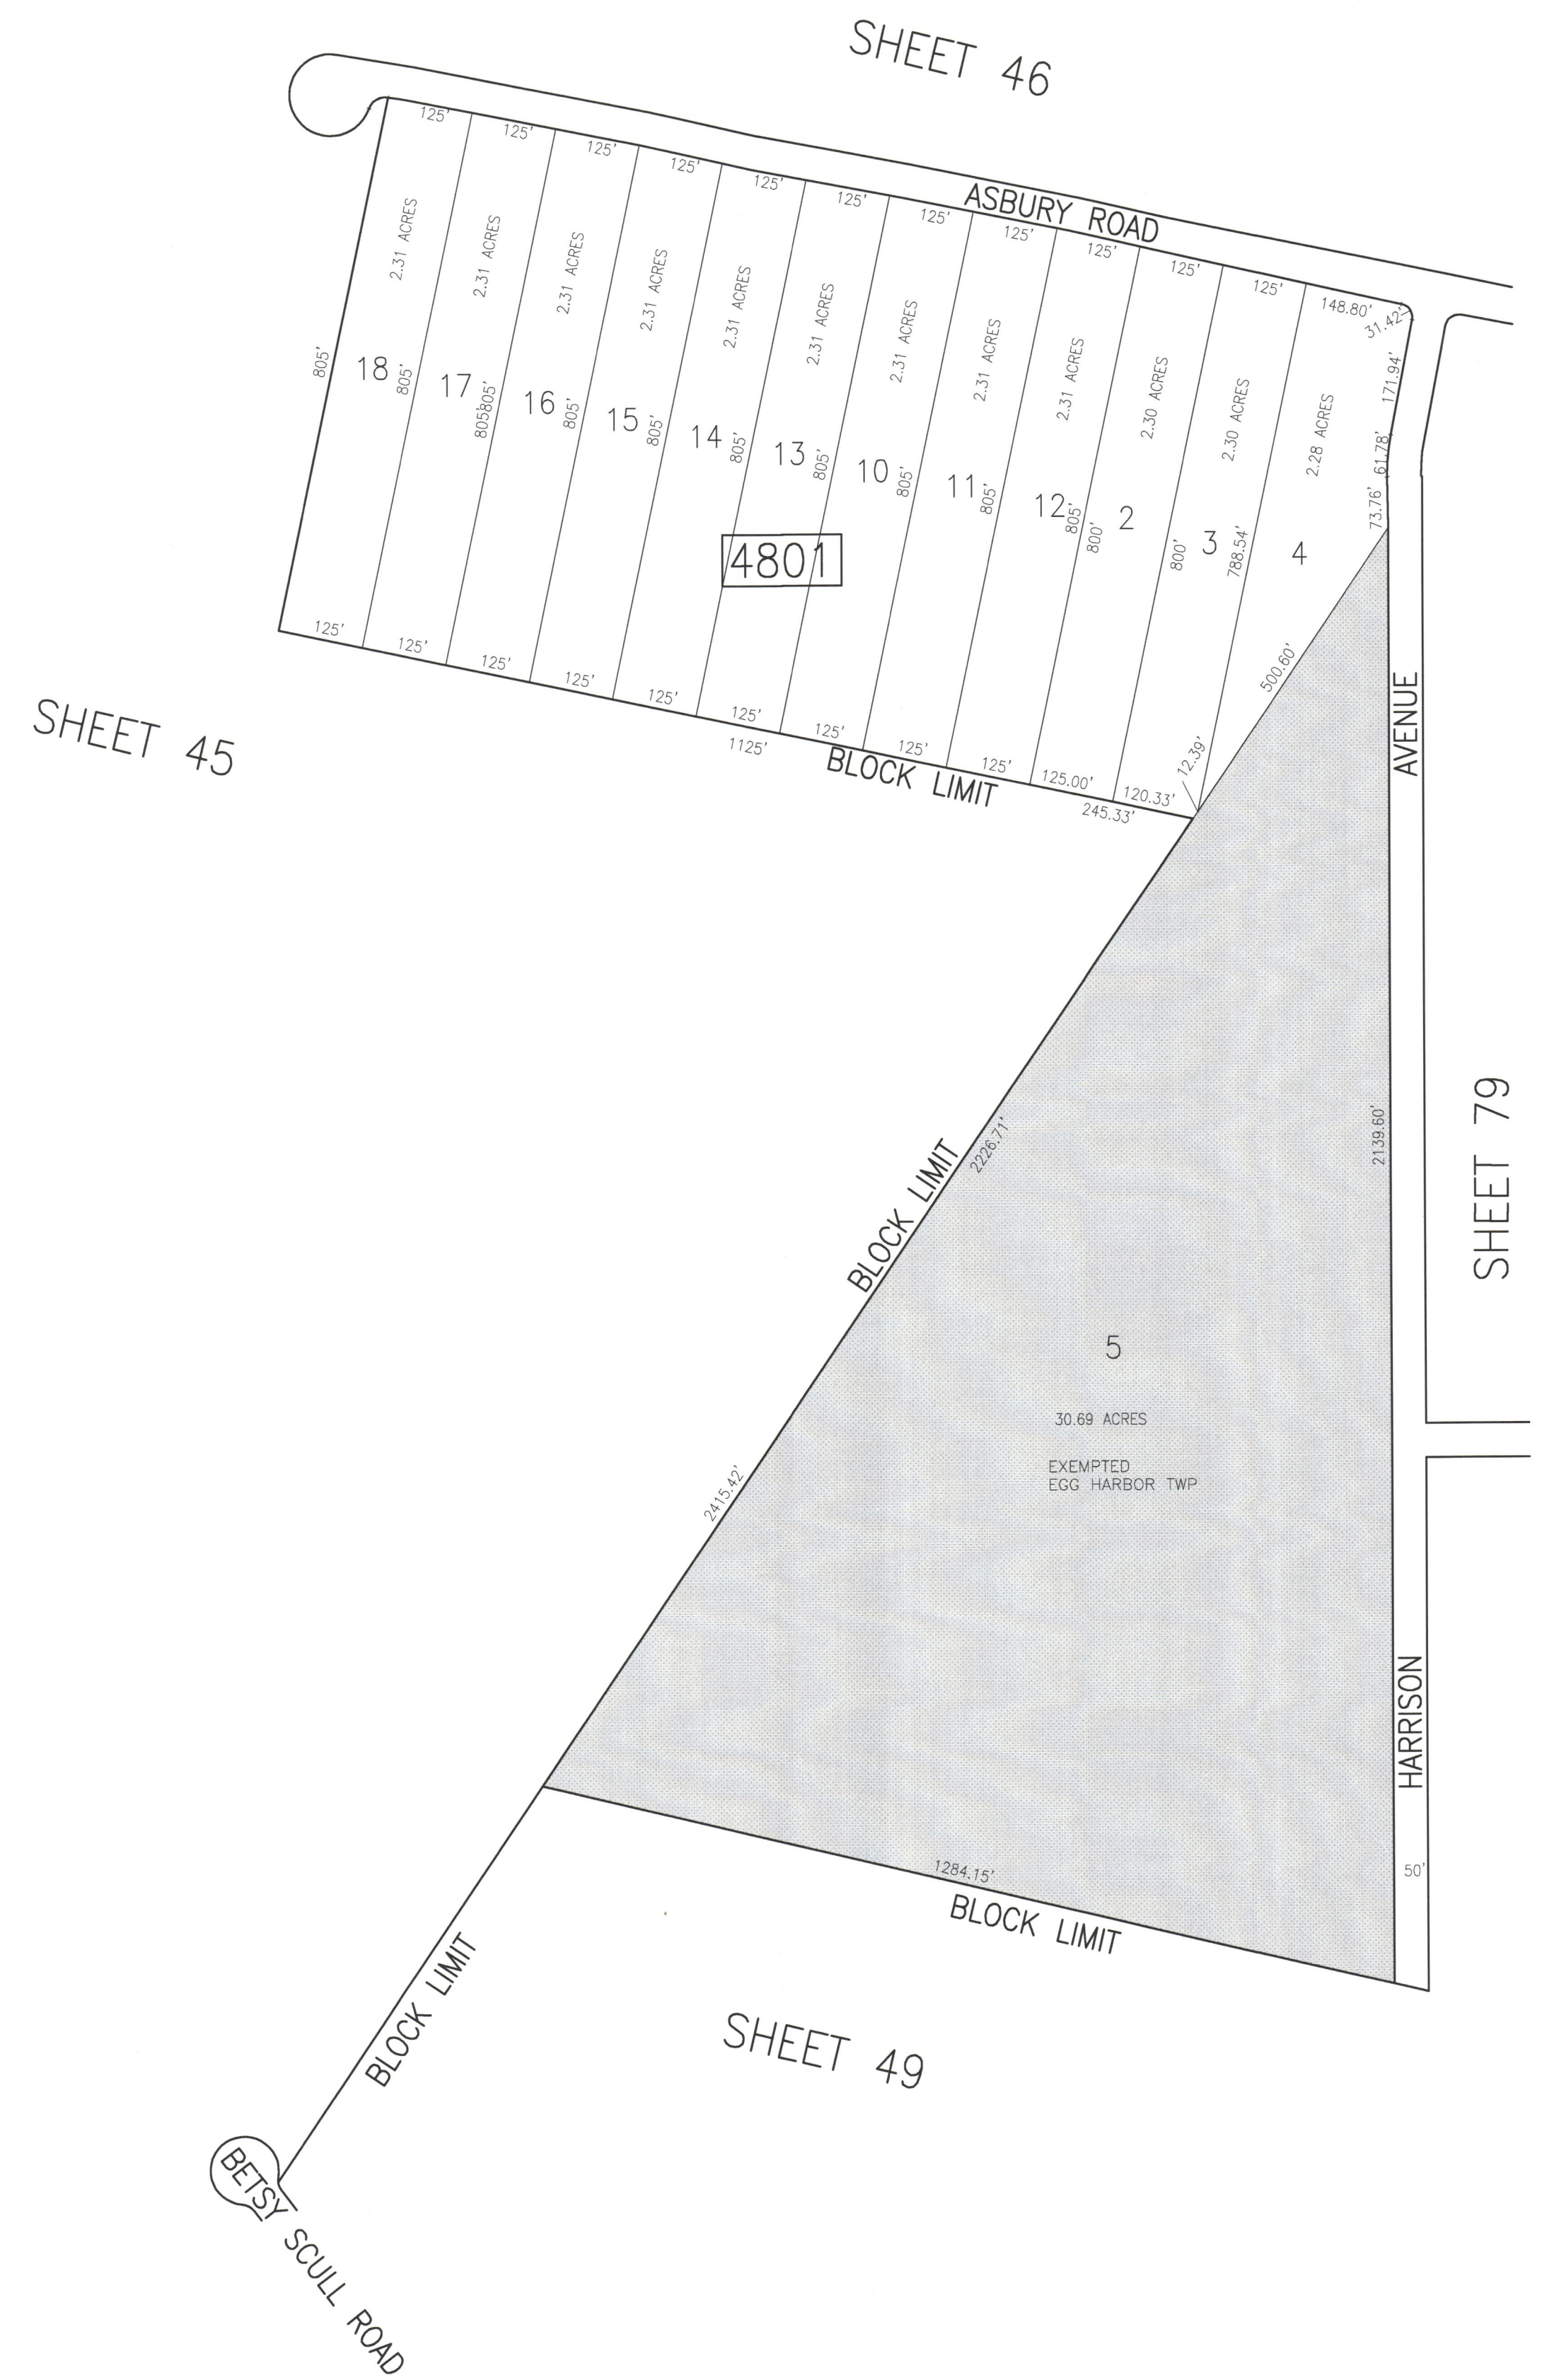 SHEET 46
ASBURY ROAD
125'
125'
125'
125'
125'
125'
125'
125'
125'
125'
125'
148.80'
31.42'
171.94'
61.78'
73.76'
2.31 ACRES
2.31 ACRES
2.31 ACRES
2.31 ACRES
2.31 ACRES
2.31 ACRES
2.31 ACRES
2.31 ACRES
2.31 ACRES
2.30 ACRES
2.30 ACRES
2.28 ACRES
805'
18
805'
17
805'
805'
16
805'
15
805'
14
805'
13
805'
10
805'
11
805'
12
805'
800'
2
800'
3
788.54'
4
4801
500.60'
12.39'
125'
125'
125'
125'
125'
125'
125'
125'
125'
125.00'
120.33'
1125'
245.33'
BLOCK LIMIT
SHEET 45
AVENUE
SHEET 79
2139.60'
2226.71'
BLOCK LIMIT
2415.42'
5
30.69 ACRES
EXEMPTED
EGG HARBOR TWP
HARRISON
50'
1284.15'
BLOCK LIMIT
BLOCK LIMIT
SHEET 49
BETSY SCULL ROAD